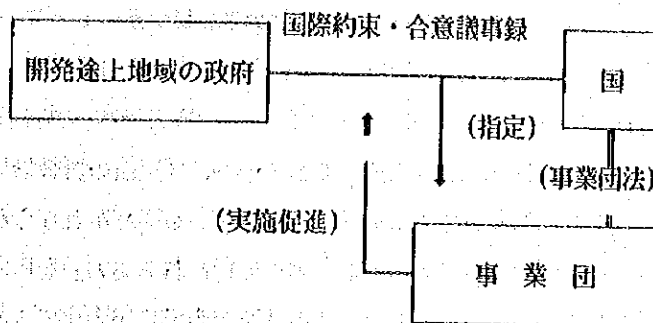 国際約束・合意議事録
開発途上地域の政府
国
(指定)
(事業団法)
(実施促進)
事業団